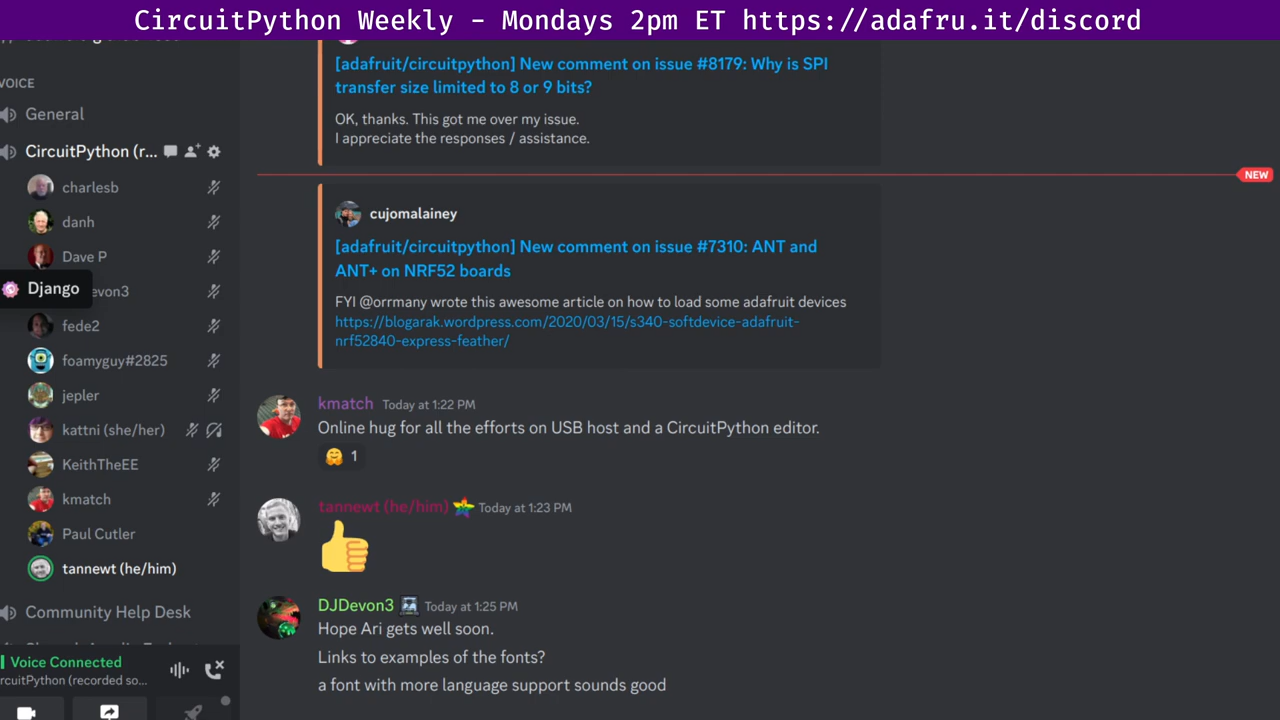 CircuitPython Weekly - Mondays 2pm ET https://adafru.it/discord
VOICE
General
CircuitPython (r...
charlesb
danh
Dave P
Django
evon3
fede2
foamyguy#2825
jepler
kattni (she/her)
KeithTheEE
kmatch
Paul Cutler
tannewt (he/him)
Community Help Desk
Voice Connected
rcuitPython (recorded so...
[adafruit/circuitpython] New comment on issue #8179: Why is SPI
transfer size limited to 8 or 9 bits?
OK, thanks. This got me over my issue.
I appreciate the responses / assistance.
NEW
cujomalainey
[adafruit/circuitpython] New comment on issue #7310: ANT and
ANT+ on NRF52 boards
FYI @orrmany wrote this awesome article on how to load some adafruit devices
https://blogarak.wordpress.com/2020/03/15/s340-softdevice-adafruit-
nrf52840-express-feather/
kmatch Today at 1:22 PM
Online hug for all the efforts on USB host and a CircuitPython editor.
1
tannewt (he/him) Today at 1:23 PM
DJDevon3 Today at 1:25 PM
Hope Ari gets well soon.
Links to examples of the fonts?
a font with more language support sounds good